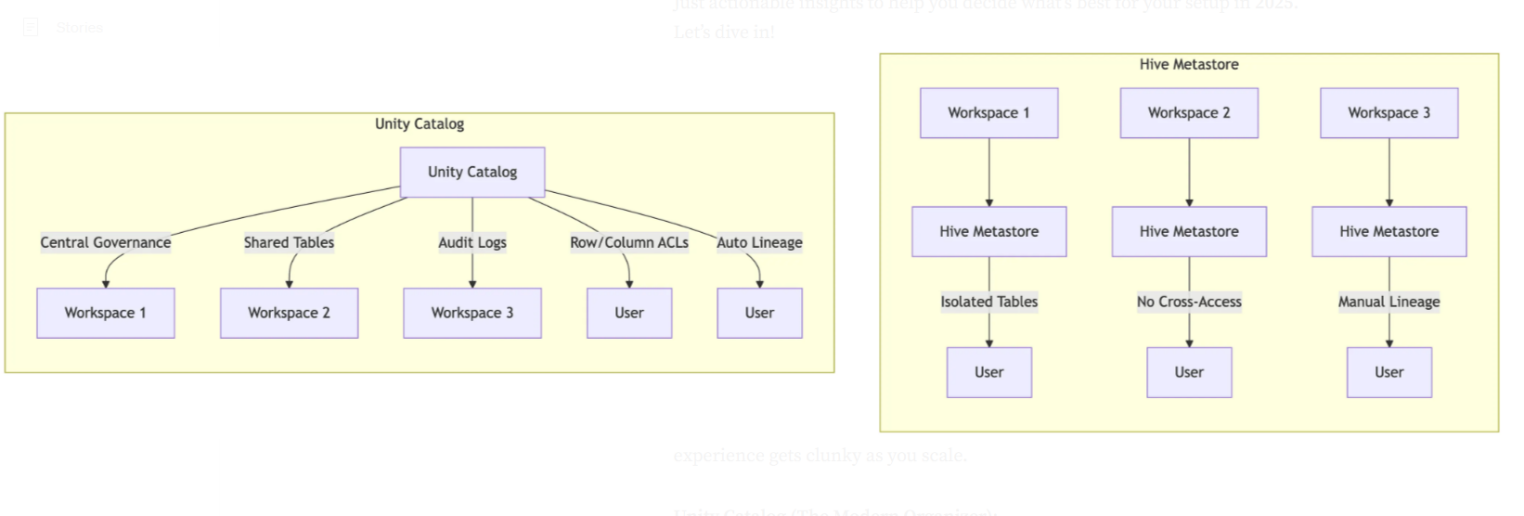 just actionable insights to help you decide what's best for your setup in 2025.
Stories
Let's dive in!
Unity Catalog
Unity Catalog
Central Governance
Shared Tables
Audit Logs
Row/Column ACLs
Auto Lineage
Workspace 1
Workspace 2
Workspace 3
User
User
Hive Metastore
Workspace 1
Workspace 2
Workspace 3
Hive Metastore
Hive Metastore
Hive Metastore
Isolated Tables
No Cross-Access
Manual Lineage
User
User
User
experience gets clunky as you scale.
Unity Catalog (The Modern Organizer):